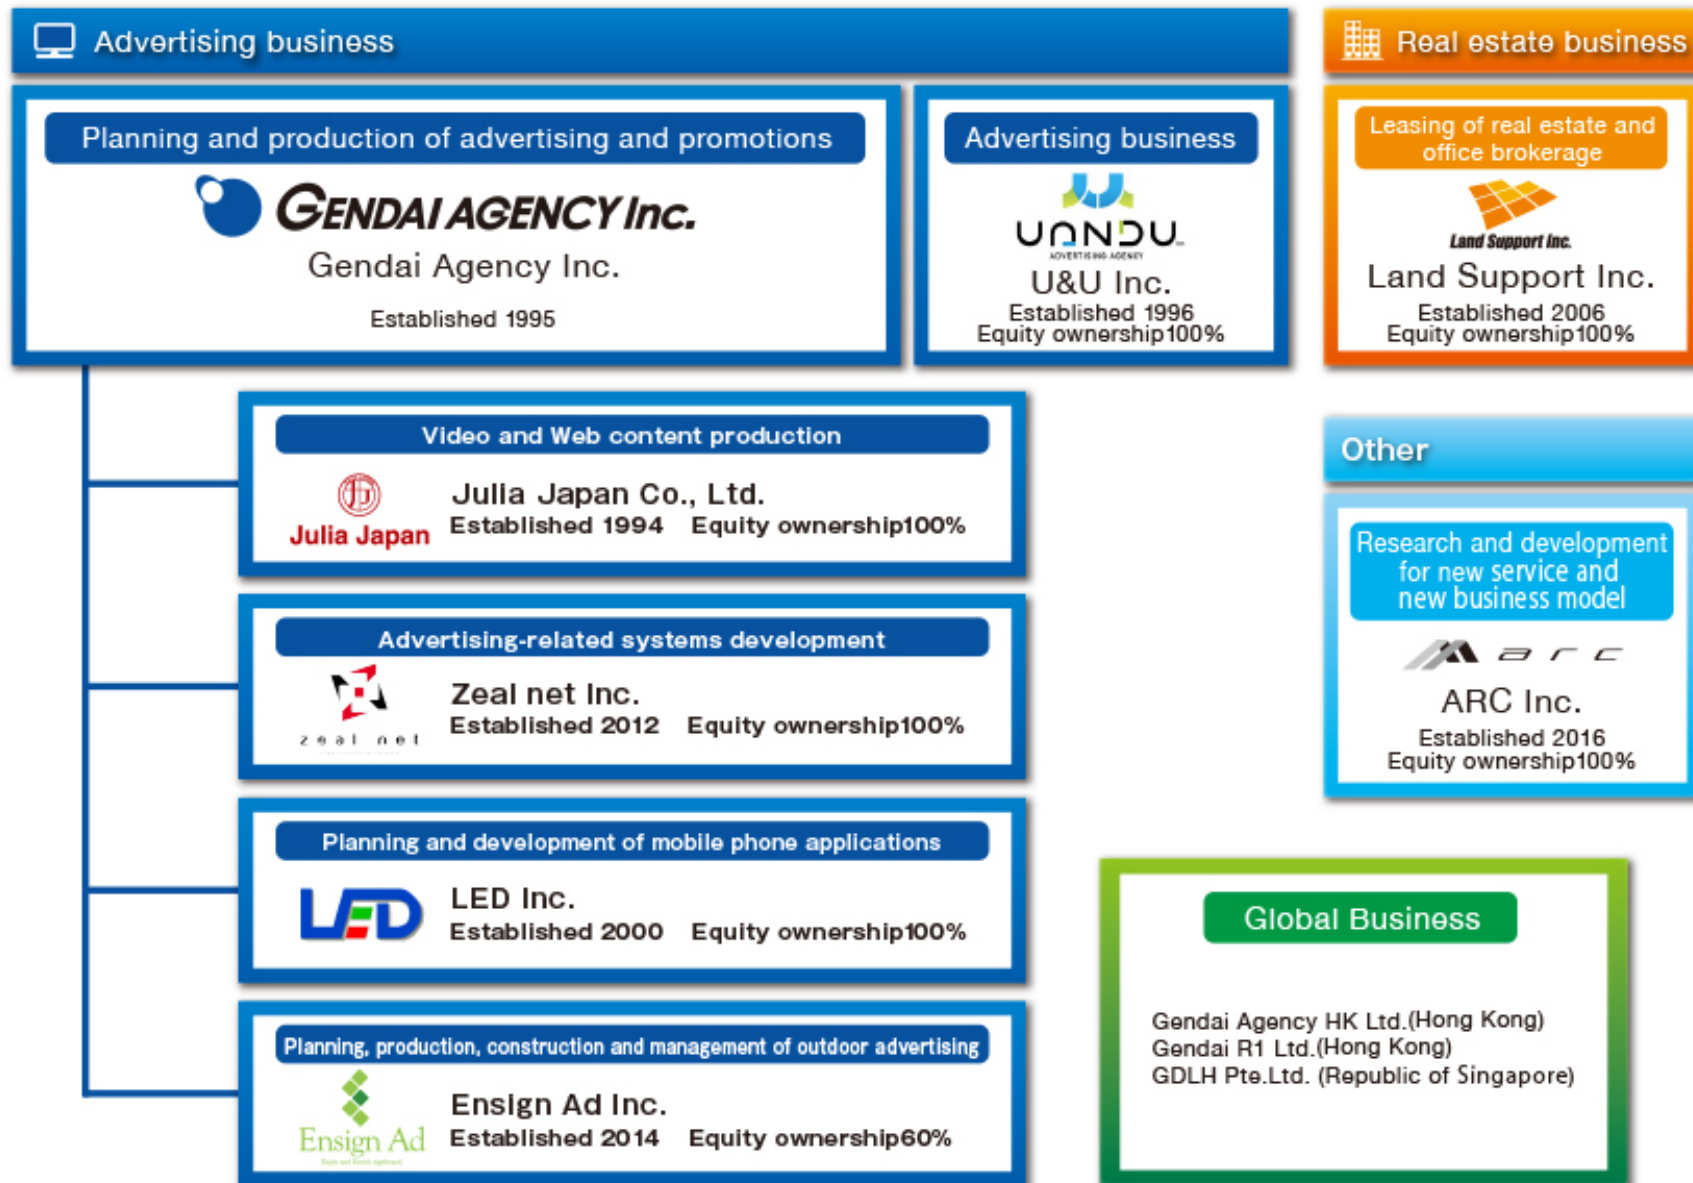 Advertising business
Planning and production of advertising and promotions
GENDAI AGENCY Inc.
Gendai Agency Inc.
Established 1995
Advertising business
UANDU
ADVERTISING AGENCY
U&U Inc.
Established 1996
Equity ownership100%
Real estate business
Leasing of real estate and
office brokerage
Land Support Inc.
Land Support Inc.
Established 2006
Equity ownership100%
Video and Web content production
Julia Japan
Julia Japan Co., Ltd.
Established 1994 Equity ownership100%
Advertising-related systems development
zeal net
Zeal net Inc.
Established 2012 Equity ownership100%
Planning and development of mobile phone applications
LED
LED Inc.
Established 2000 Equity ownership100%
Planning, production, construction and management of outdoor advertising
Ensign Ad
Ensign Ad Inc.
Established 2014 Equity ownership60%
Other
Research and development
for new service and
new business model
arc
ARC Inc.
Established 2016
Equity ownership100%
Global Business
Gendai Agency HK Ltd.(Hong Kong)
Gendai R1 Ltd.(Hong Kong)
GDLH Pte.Ltd. (Republic of Singapore)